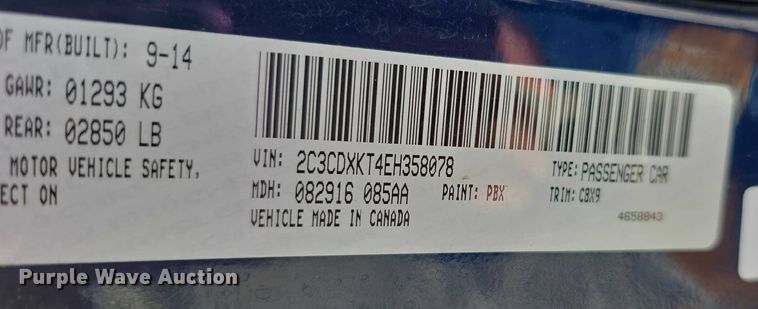 OF MFR(BUILT): 9-14
GAWR: 01293 KG
REAR: 02850 LB
MOTOR VEHICLE SAFETY,
ECT ON
VIN: 2C3CDXKT4EH358078
TYPE: PASSENGER CAR
MDH: 082916 085AA
PAINT: PBX
TRIM: C8X9
VEHICLE MADE IN CANADA
4658843
Purple Wave Auction